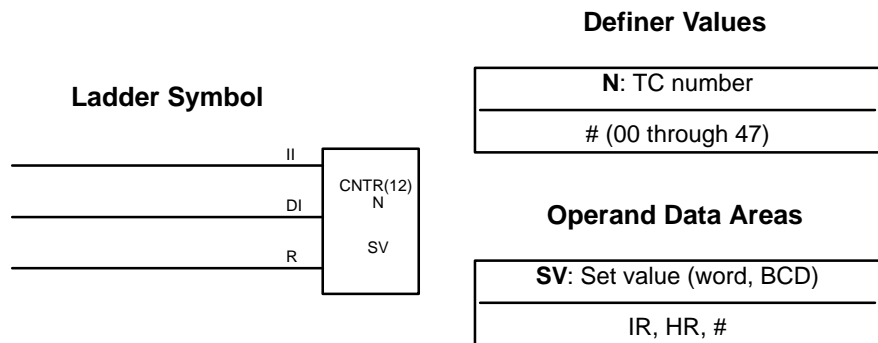 Ladder Symbol
II
DI
R
CNTR(12)
N
SV
Definer Values
N: TC number
# (00 through 47)
Operand Data Areas
SV: Set value (word, BCD)
IR, HR, #